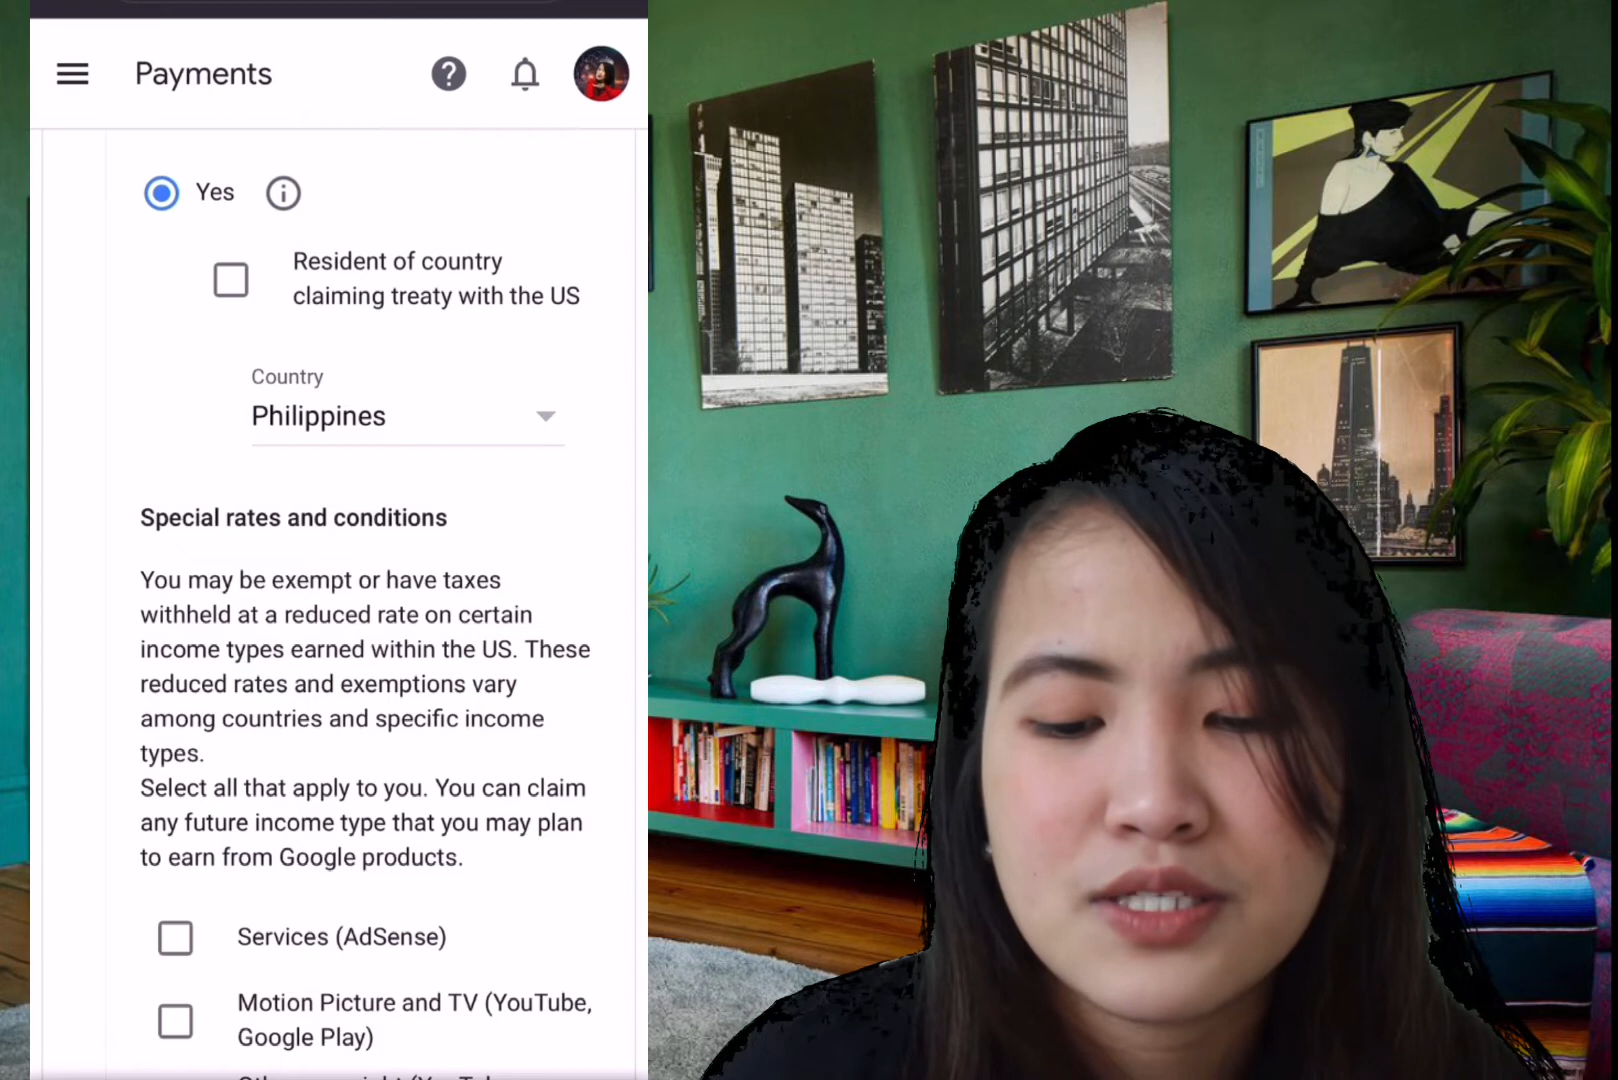 Payments
Yes
Resident of country
claiming treaty with the US
Country
Philippines
Special rates and conditions
You may be exempt or have taxes
withheld at a reduced rate on certain
income types earned within the US. These
reduced rates and exemptions vary
among countries and specific income
types.
Select all that apply to you. You can claim
any future income type that you may plan
to earn from Google products.
Services (AdSense)
Motion Picture and TV (YouTube,
Google Play)